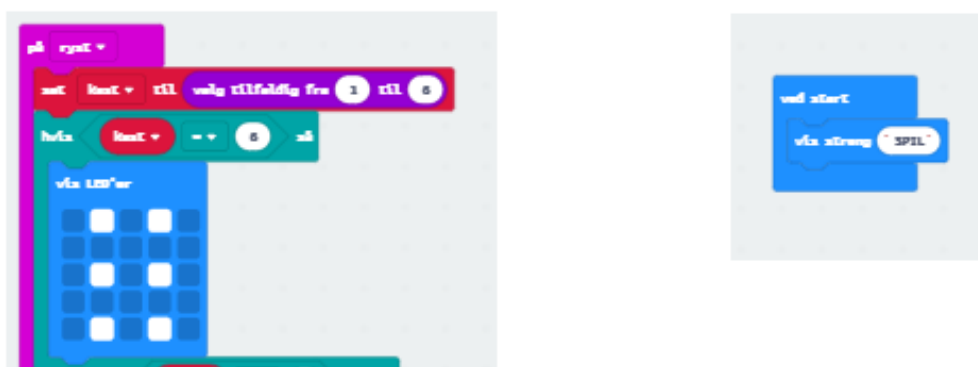 på ryst
sæt kast til vælg tilfældig fra 1 til 6
hvis kast = 6 så
vis LED'er
ved start
vis streng "SPIL"